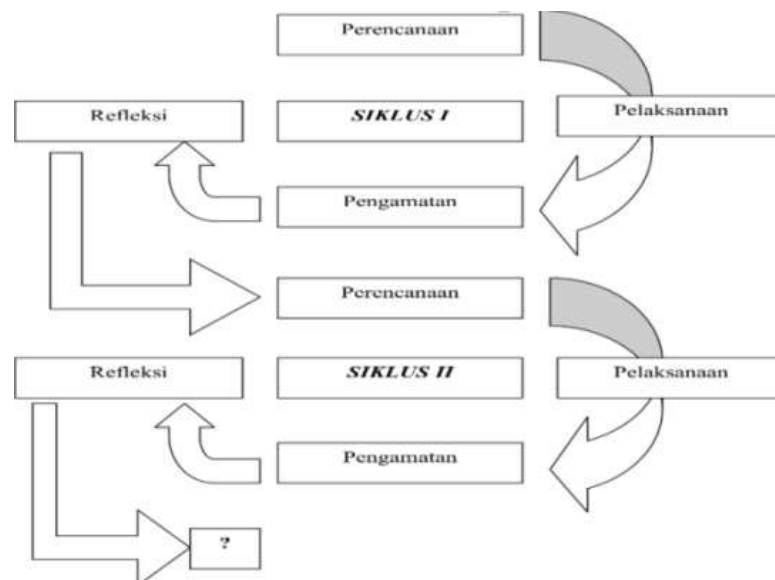 Perencanaan
Refleksi
SIKLUS I
Pelaksanaan
Pengamatan
Perencanaan
Refleksi
SIKLUS II
Pelaksanaan
Pengamatan
?